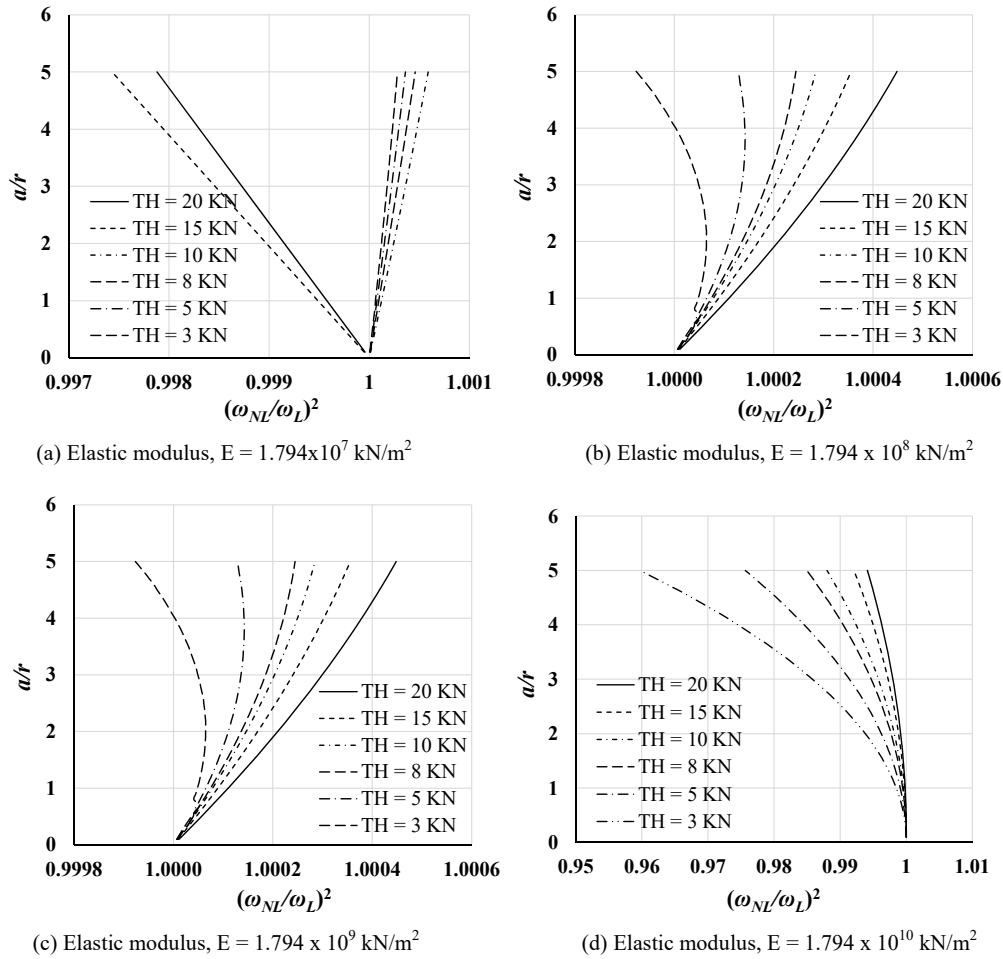 6
5
4
3
2
1
0
a/r
TH = 20 KN
TH = 15 KN
TH = 10 KN
TH = 8 KN
TH = 5 KN
TH = 3 KN
0.997 0.998 0.999 1 1.001
(ω_NL/ω_L)²
(a) Elastic modulus, E = 1.794x10⁷ kN/m²
6
5
4
3
2
1
0
a/r
TH = 20 KN
TH = 15 KN
TH = 10 KN
TH = 8 KN
TH = 5 KN
TH = 3 KN
0.9998 1.0000 1.0002 1.0004 1.0006
(ω_NL/ω_L)²
(b) Elastic modulus, E = 1.794 x 10⁸ kN/m²
6
5
4
3
2
1
0
a/r
TH = 20 KN
TH = 15 KN
TH = 10 KN
TH = 8 KN
TH = 5 KN
TH = 3 KN
0.9998 1.0000 1.0002 1.0004 1.0006
(ω_NL/ω_L)²
(c) Elastic modulus, E = 1.794 x 10⁹ kN/m²
6
5
4
3
2
1
0
a/r
TH = 20 KN
TH = 15 KN
TH = 10 KN
TH = 8 KN
TH = 5 KN
TH = 3 KN
0.95 0.96 0.97 0.98 0.99 1 1.01
(ω_NL/ω_L)²
(d) Elastic modulus, E = 1.794 x 10¹⁰ kN/m²